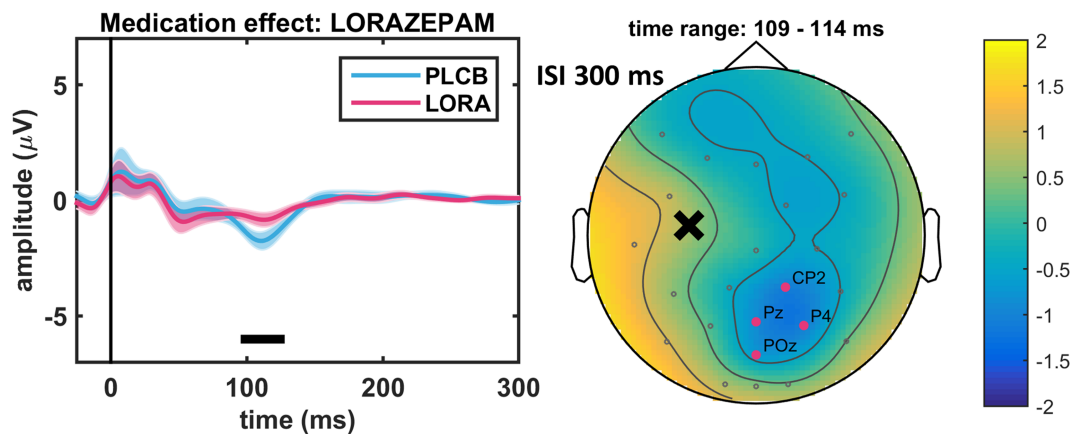 Medication effect: LORAZEPAM
PLCB
LORA
5
0
-5
amplitude (μV)
0
100
200
300
time (ms)
time range: 109 - 114 ms
ISI 300 ms
CP2
Pz
P4
POz
2
1.5
1
0.5
0
-0.5
-1
-1.5
-2